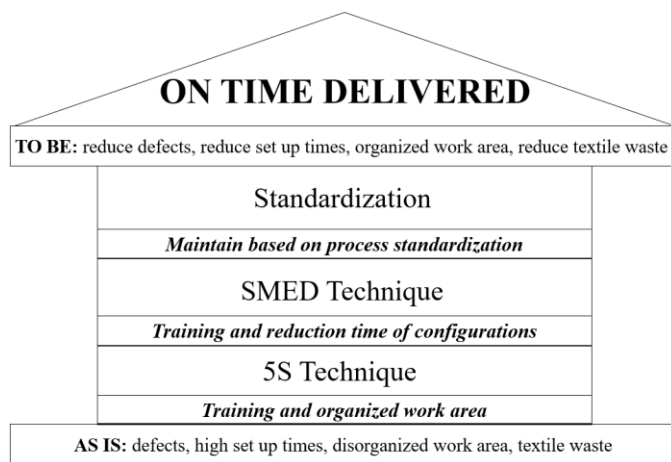 ON TIME DELIVERED
TO BE: reduce defects, reduce set up times, organized work area, reduce textile waste
Standardization
Maintain based on process standardization
SMED Technique
Training and reduction time of configurations
5S Technique
Training and organized work area
AS IS: defects, high set up times, disorganized work area, textile waste